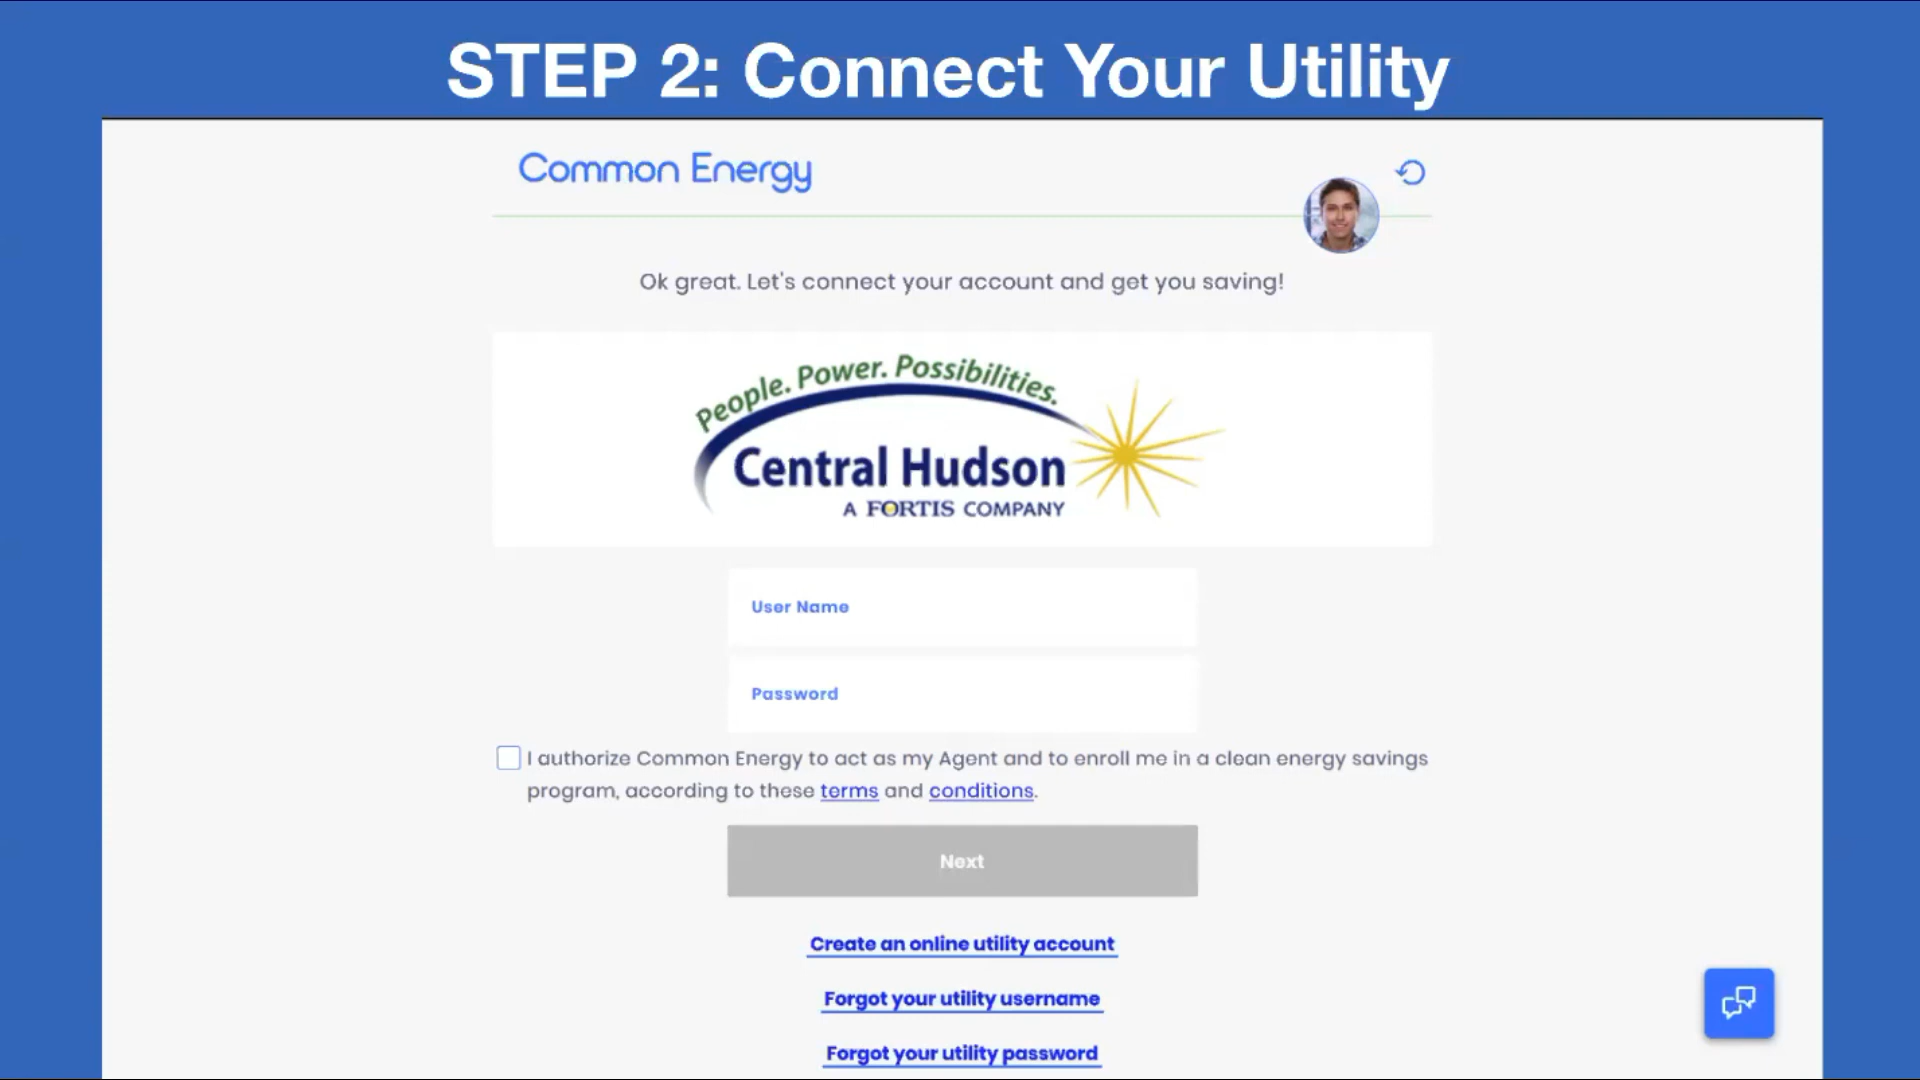 STEP 2: Connect Your Utility
Common Energy
Ok great. Let's connect your account and get you saving!
People. Power. Possibilities.
Central Hudson
A FORTIS COMPANY
User Name
Password
I authorize Common Energy to act as my Agent and to enroll me in a clean energy savings
program, according to these terms and conditions.
Next
Create an online utility account
Forgot your utility username
Forgot your utility password